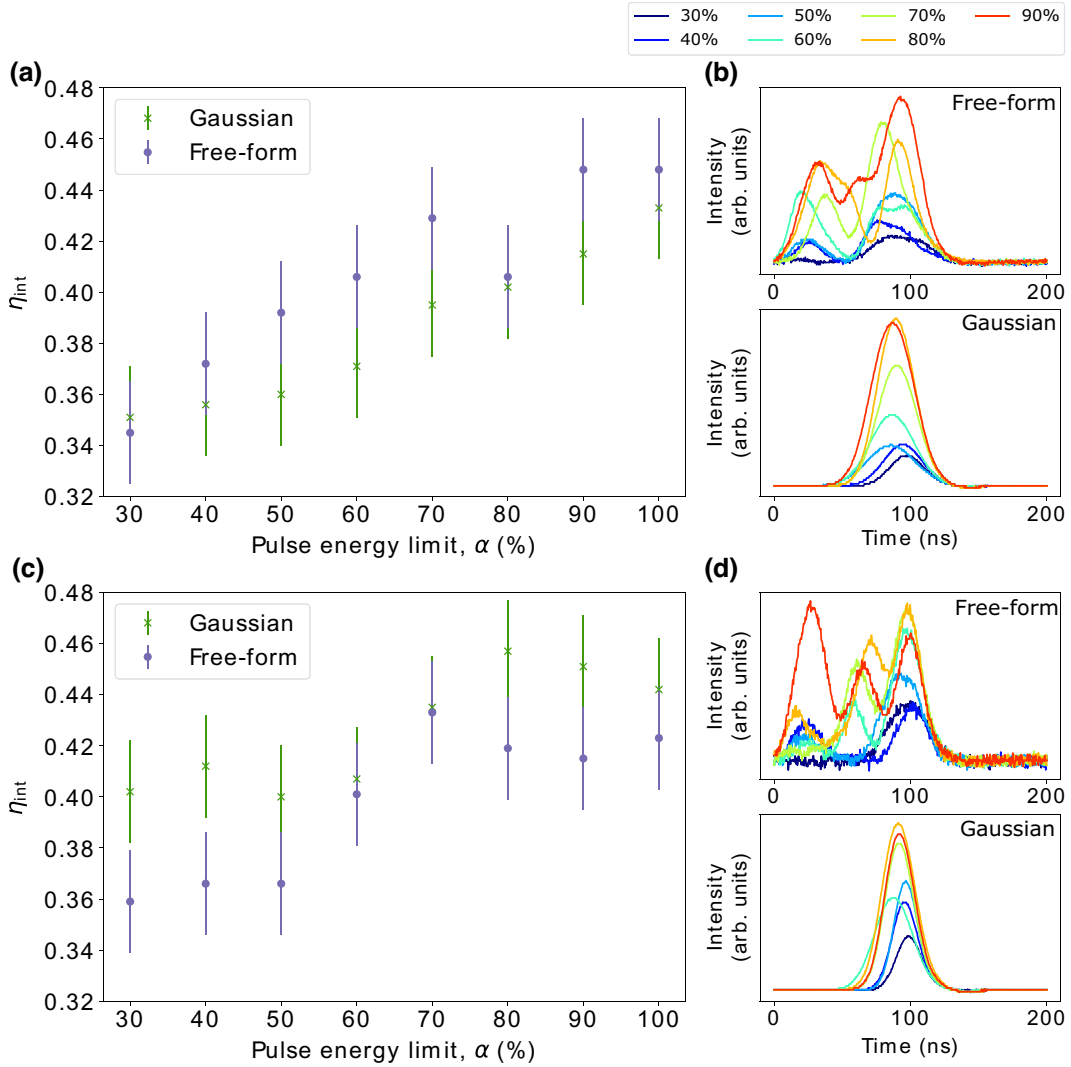 30% 50% 70% 90%
40% 60% 80%
(a)
0.48
0.46
0.44
0.42
0.40
0.38
0.36
0.34
0.32
ηint
Gaussian
Free-form
30 40 50 60 70 80 90 100
Pulse energy limit, α (%)
(b)
Free-form
Intensity
(arb. units)
0 100 200
Gaussian
Intensity
(arb. units)
0 100 200
Time (ns)
(c)
0.48
0.46
0.44
0.42
0.40
0.38
0.36
0.34
0.32
ηint
Gaussian
Free-form
30 40 50 60 70 80 90 100
Pulse energy limit, α (%)
(d)
Free-form
Intensity
(arb. units)
0 100 200
Gaussian
Intensity
(arb. units)
0 100 200
Time (ns)